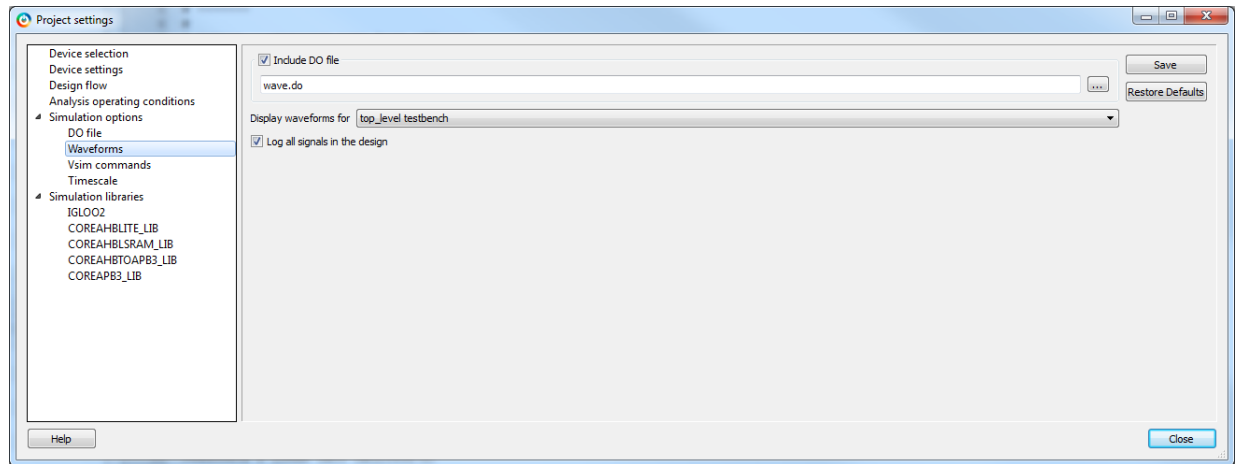 Project settings
Device selection
Device settings
Design flow
Analysis operating conditions
Simulation options
DO file
Waveforms
Vsim commands
Timescale
Simulation libraries
IGLOO2
COREAHBLITE_LIB
COREAHBLSRAM_LIB
COREAHBTOAPB3_LIB
COREAPB3_LIB
Include DO file
wave.do
...
Display waveforms for top_level testbench
Log all signals in the design
Save
Restore Defaults
Help
Close